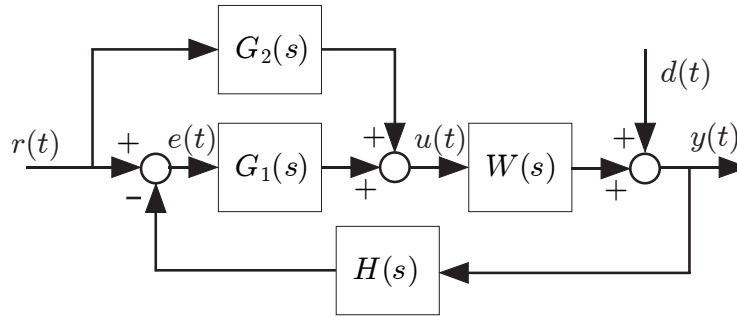 G₂(s)
d(t)
r(t)
+
e(t)
G₁(s)
+
u(t)
W(s)
+
y(t)
–
+
+
H(s)